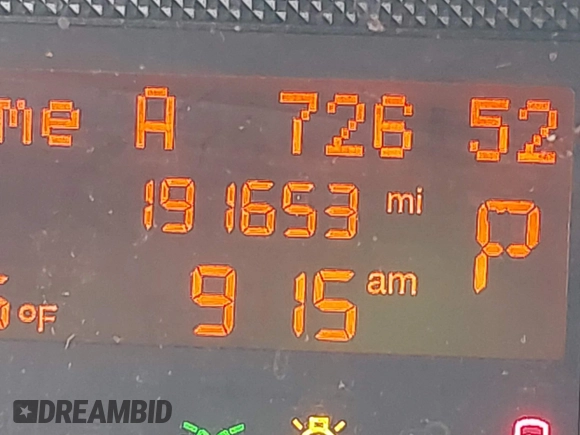 me A 726 52
191653 mi
P
°F 9 15 am
DREAMBID